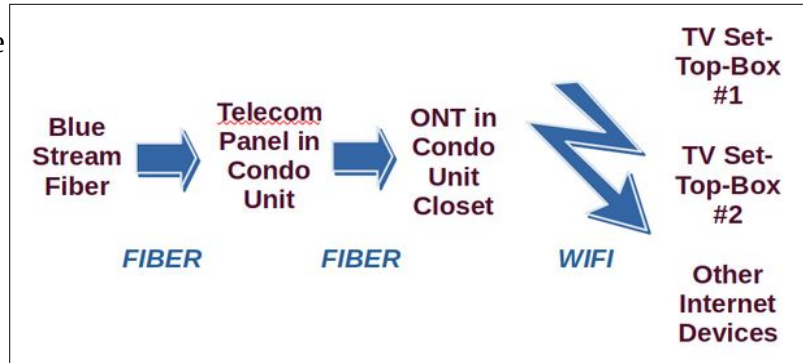 e
Blue
Stream
Fiber
Telecom
Panel in
Condo
Unit
ONT in
Condo
Unit
Closet
TV Set-
Top-Box
#1
TV Set-
Top-Box
#2
Other
Internet
Devices
FIBER
FIBER
WIFI